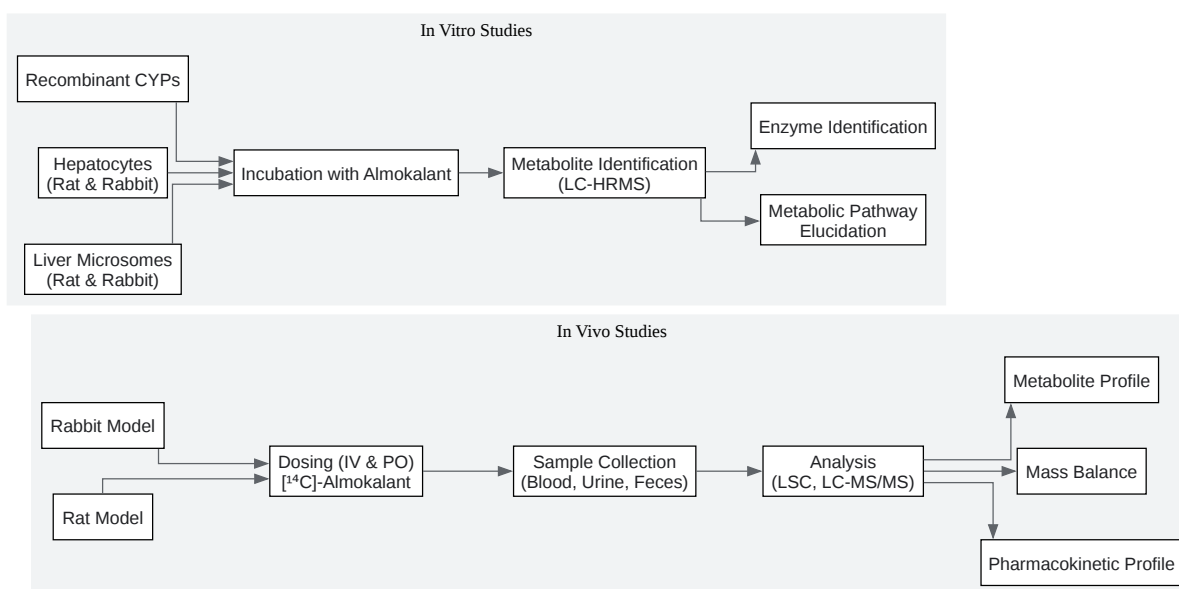 In Vitro Studies
Recombinant CYPs
Hepatocytes
(Rat & Rabbit)
Liver Microsomes
(Rat & Rabbit)
Incubation with Almokalant
Metabolite Identification
(LC-HRMS)
Enzyme Identification
Metabolic Pathway
Elucidation
In Vivo Studies
Rabbit Model
Rat Model
Dosing (IV & PO)
[¹⁴C]-Almokalant
Sample Collection
(Blood, Urine, Feces)
Analysis
(LSC, LC-MS/MS)
Metabolite Profile
Mass Balance
Pharmacokinetic Profile